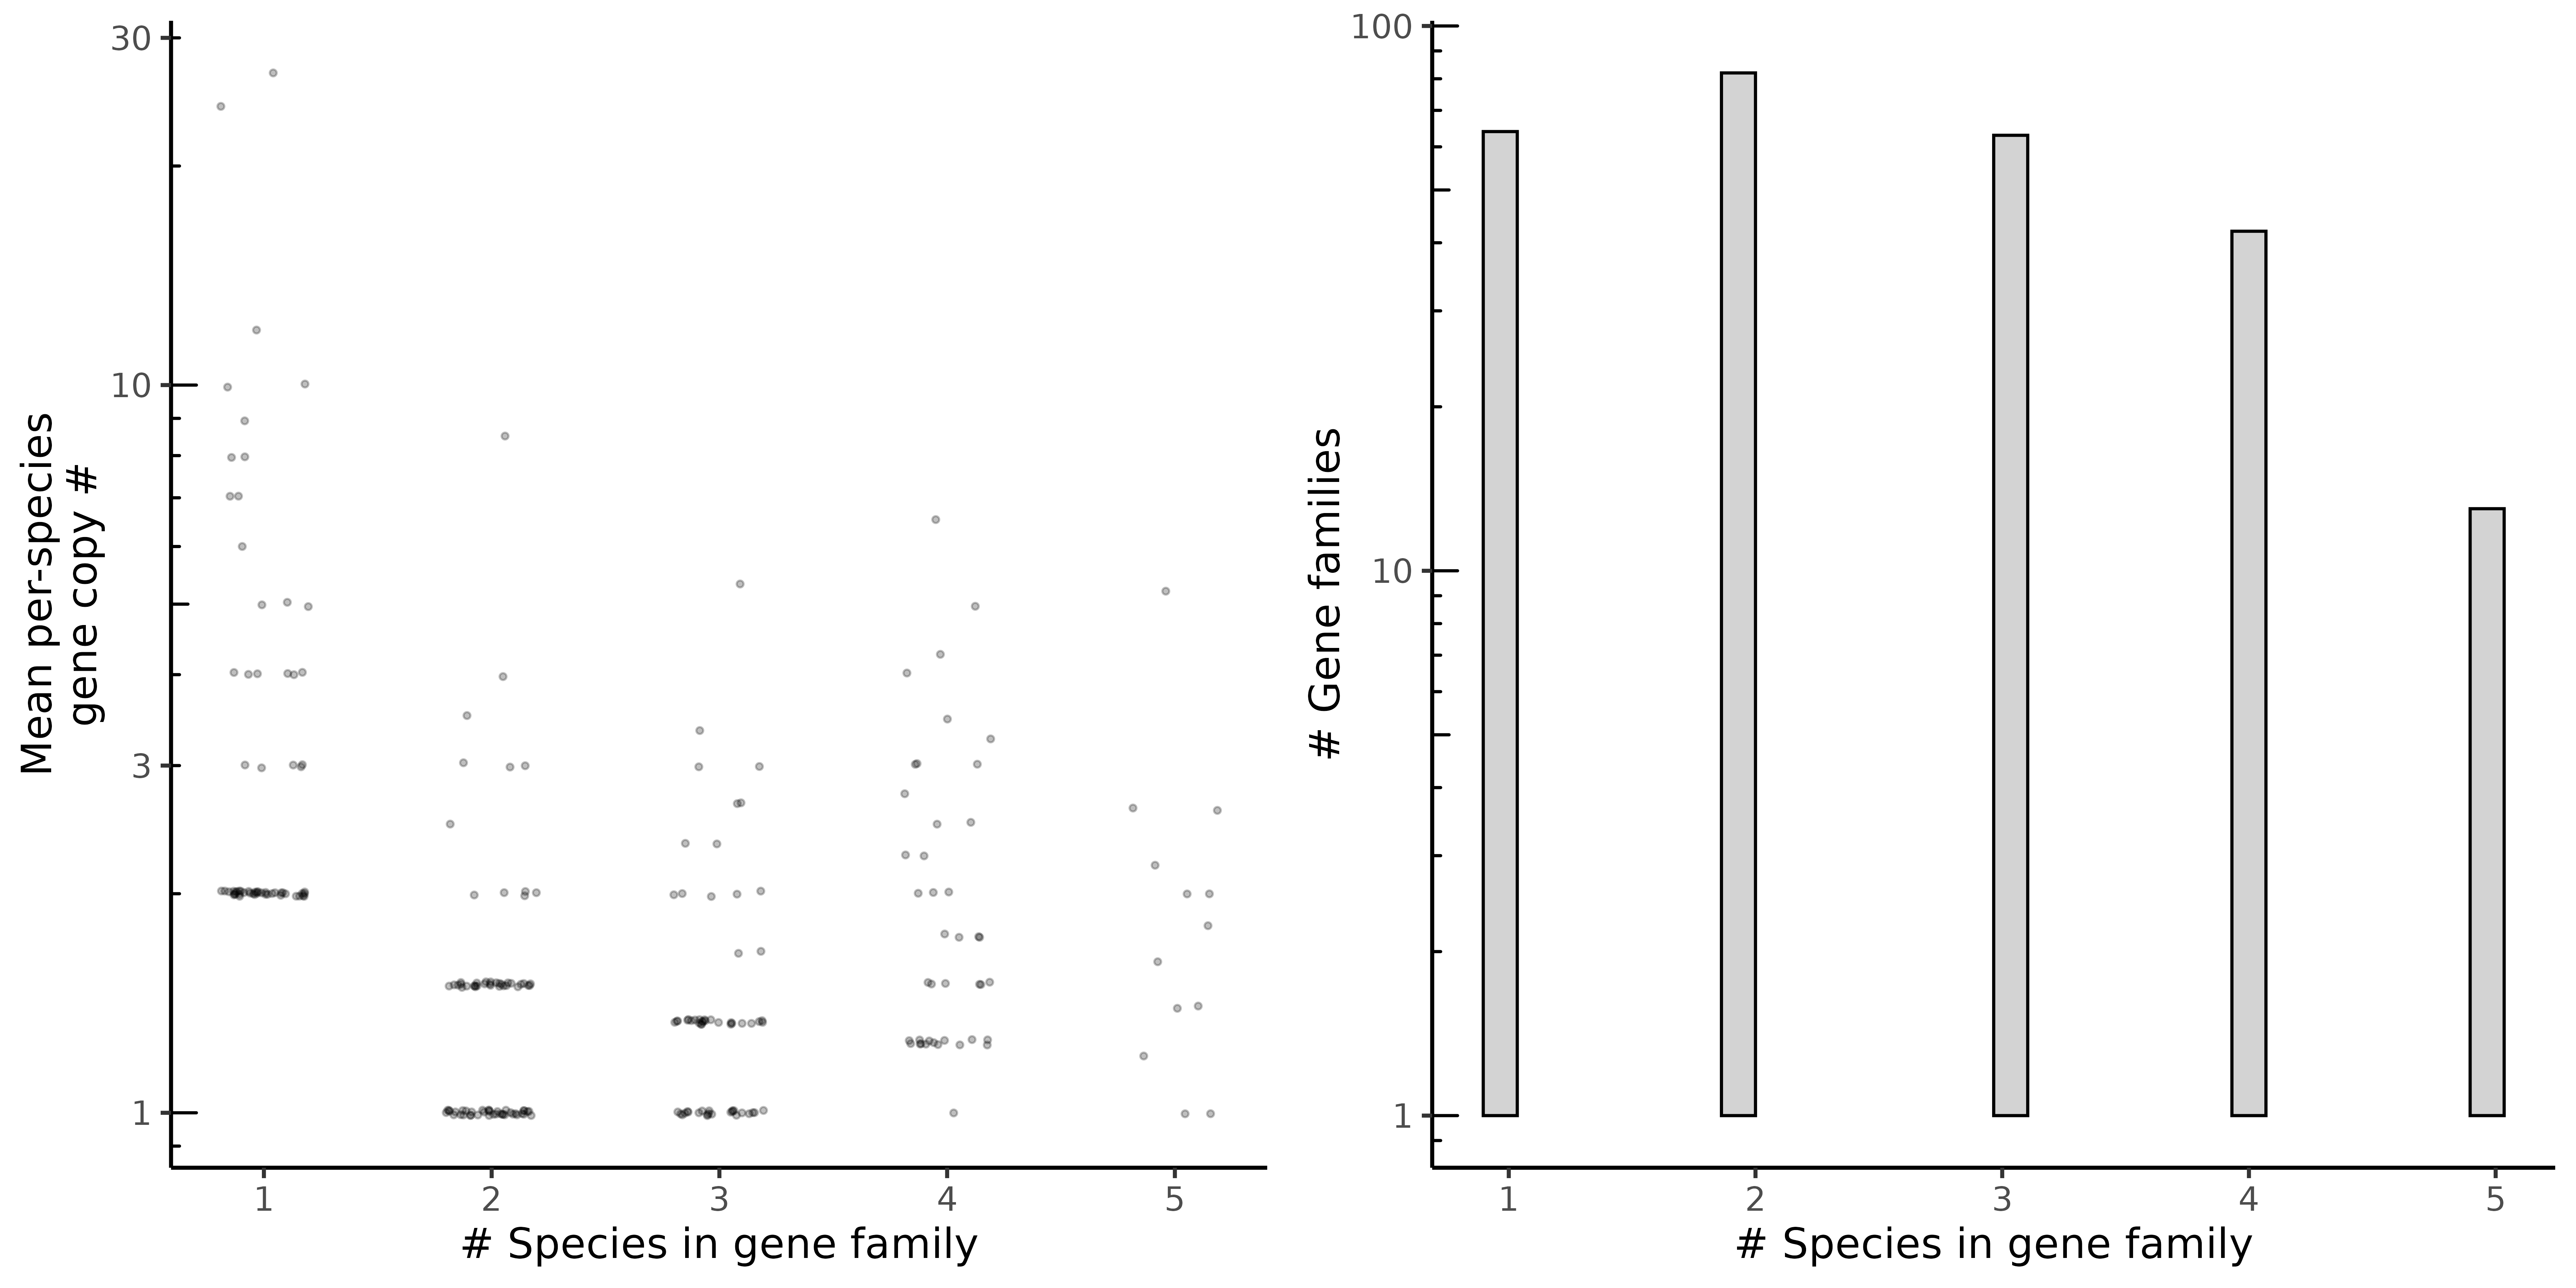 30
10
3
1
Mean per-species
gene copy #
1 2 3 4 5
# Species in gene family
100
10
1
# Gene families
1 2 3 4 5
# Species in gene family